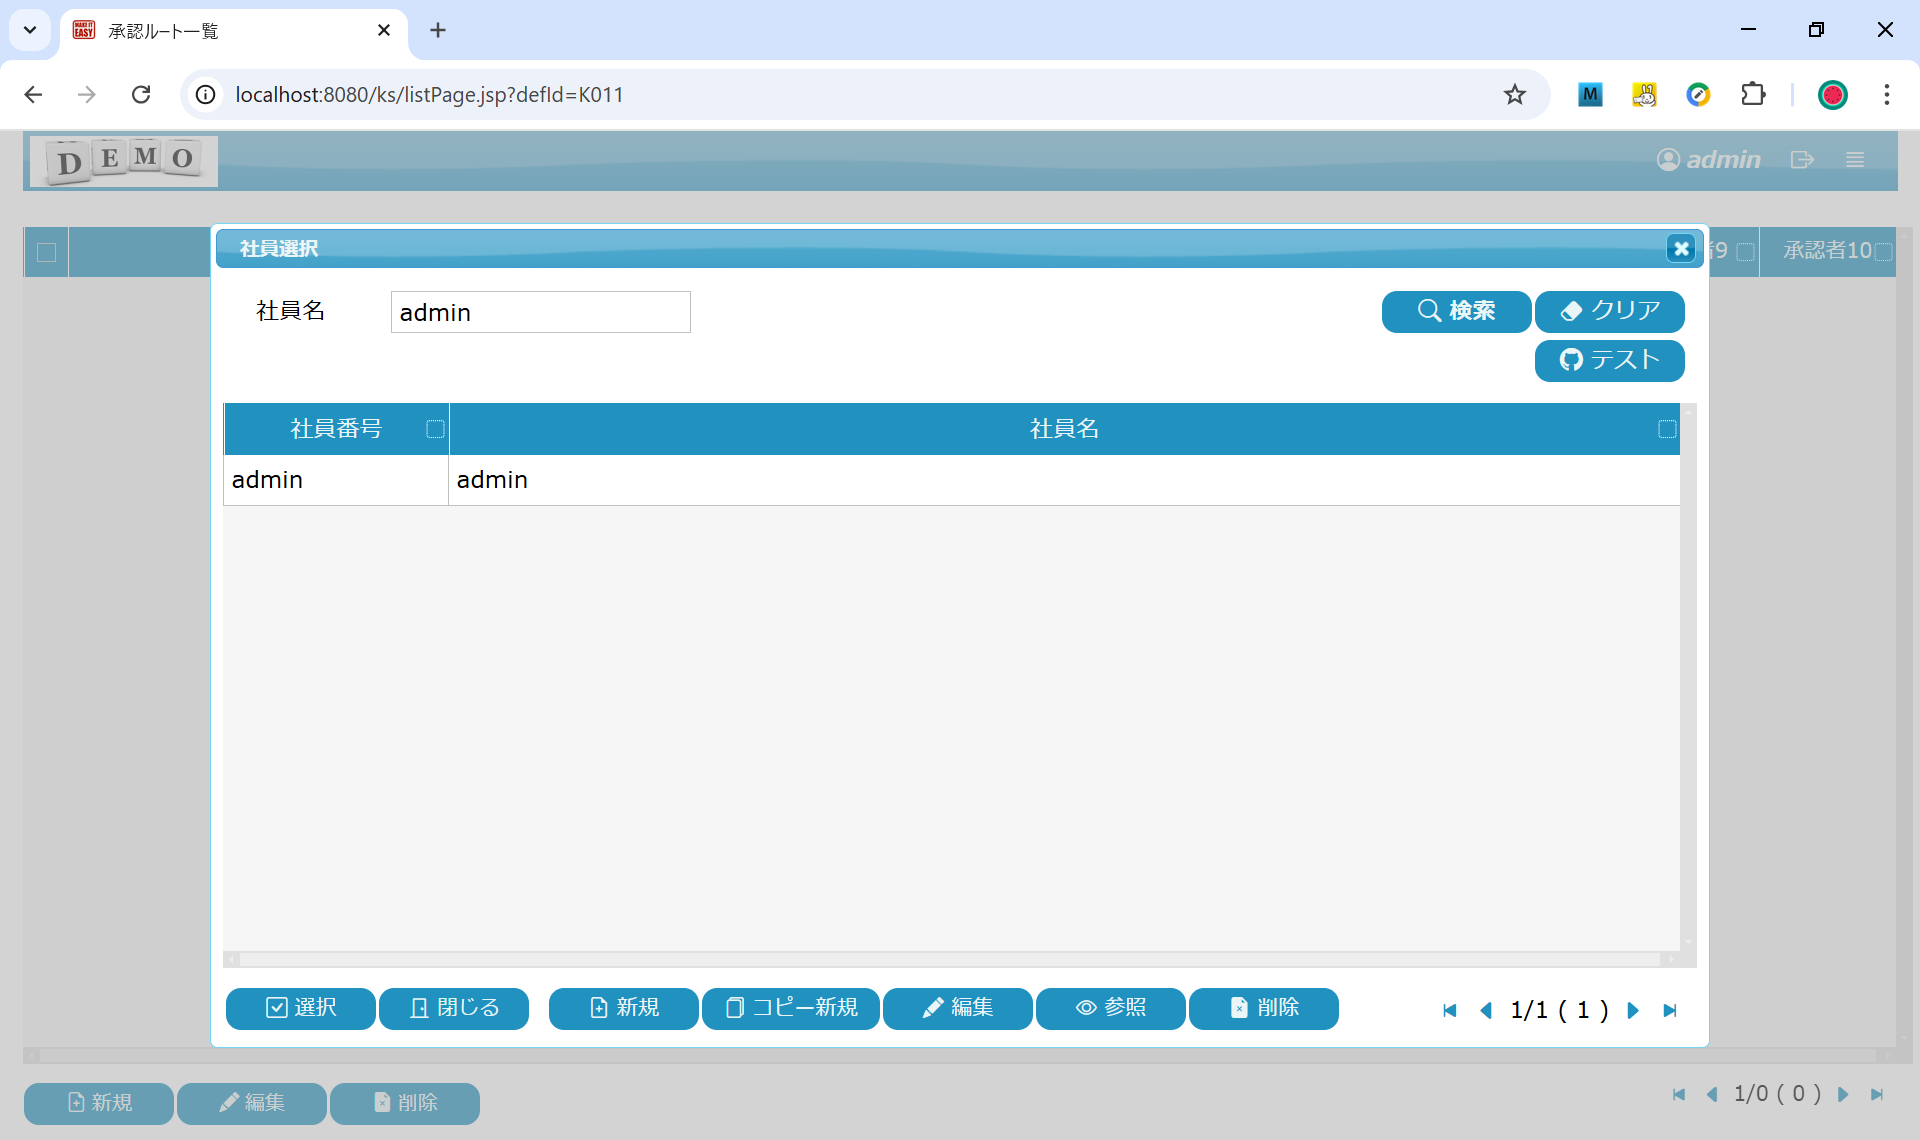 承認ルート一覧
localhost:8080/ks/listPage.jsp?defId=K011
M
DEMO
admin
社員選択
9
承認者10
社員名
admin
検索
クリア
テスト
社員番号
社員名
admin
admin
選択
閉じる
新規
コピー新規
編集
参照
削除
1/1 ( 1 )
新規
編集
削除
1/0 ( 0 )